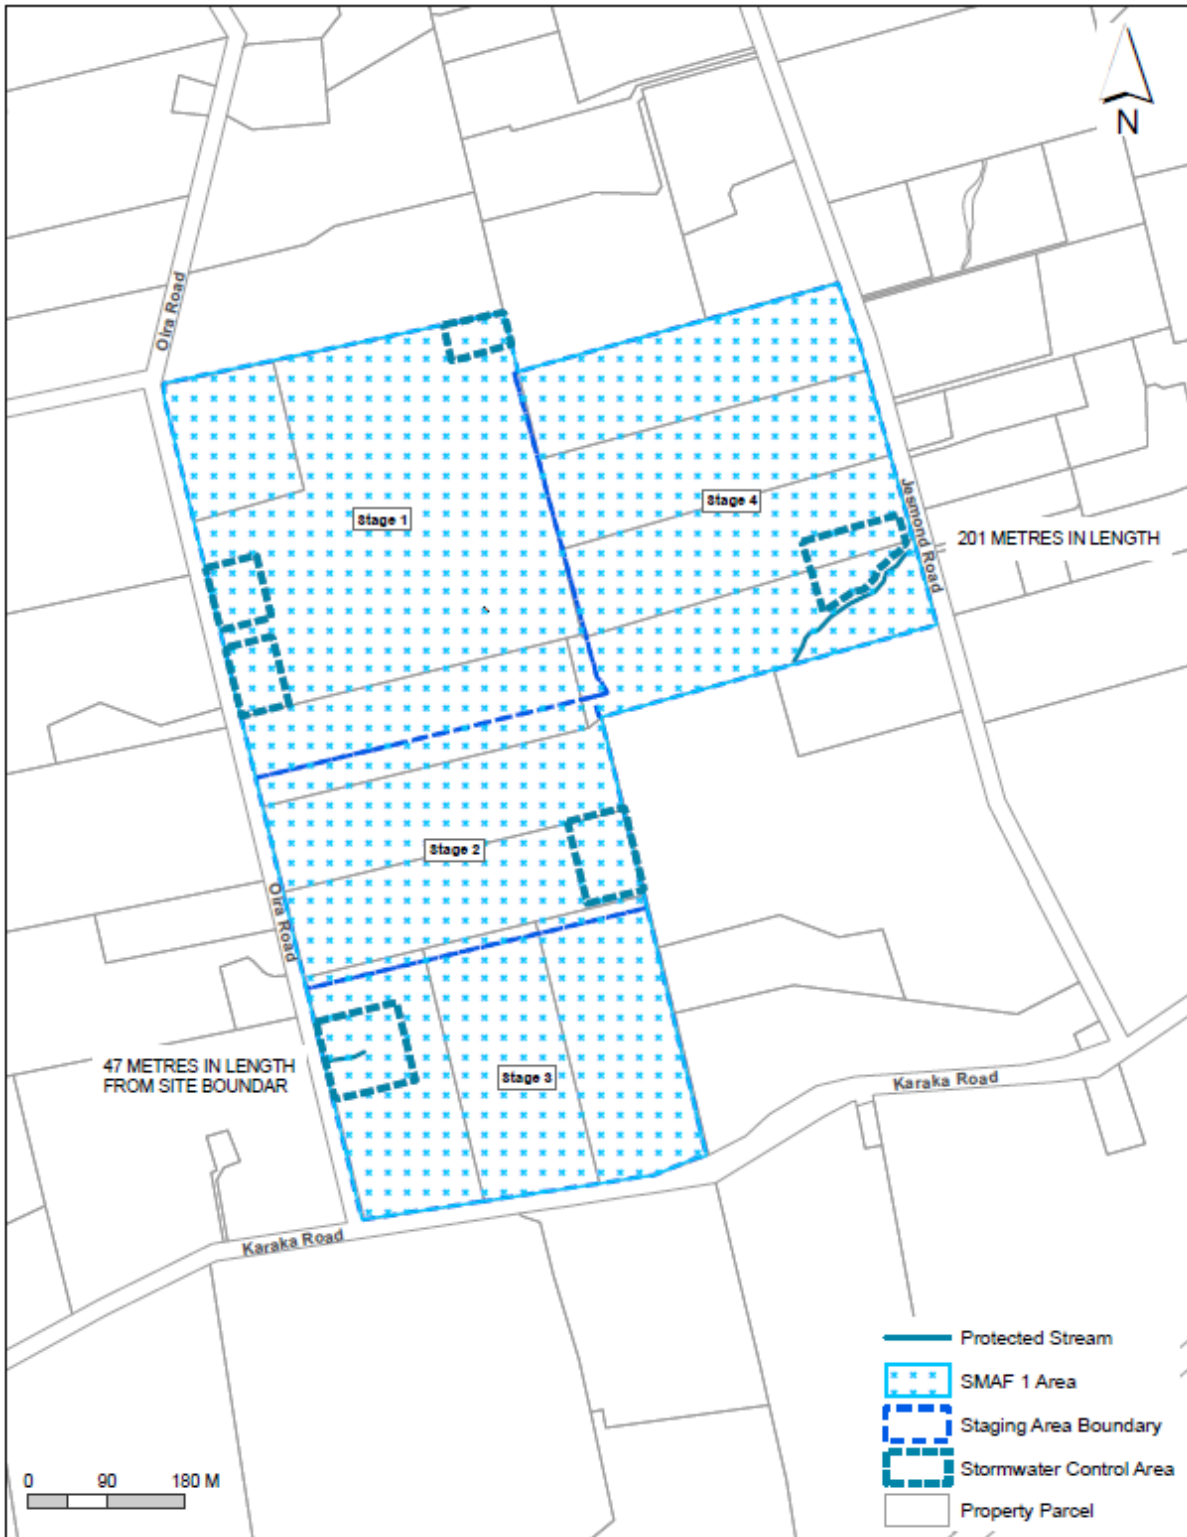 N
Oira Road
Stage 1
Stage 4
Jesmond Road
201 METRES IN LENGTH
Stage 2
Oira Road
47 METRES IN LENGTH
FROM SITE BOUNDAR
Stage 3
Karaka Road
Karaka Road
Protected Stream
SMAF 1 Area
Staging Area Boundary
Stormwater Control Area
Property Parcel
0 90 180 M